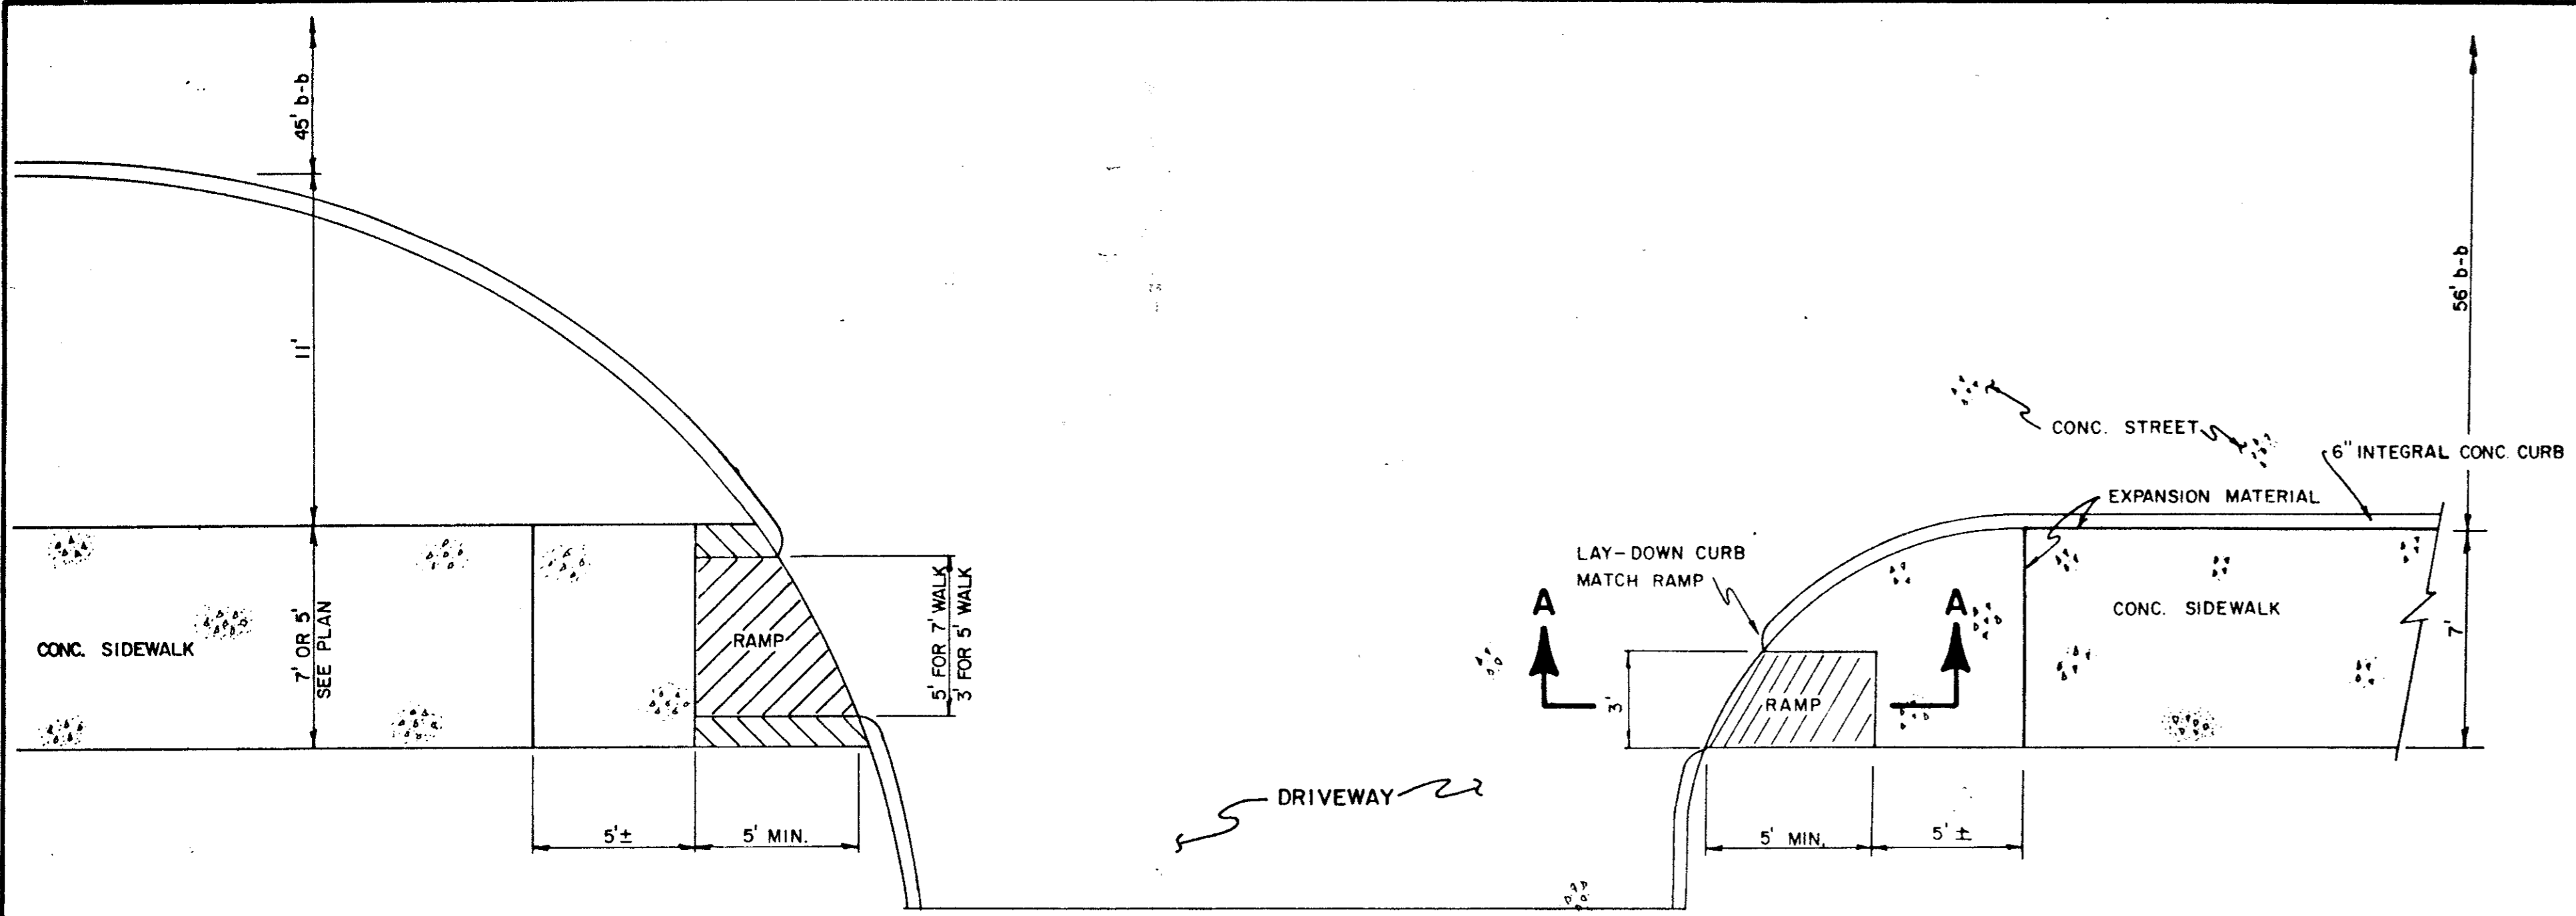 45' b-b
11'
7' OR 5'
SEE PLAN
CONC. SIDEWALK
RAMP
5' FOR 7' WALK
3' FOR 5' WALK
5'±
5' MIN.
DRIVEWAY
56' b-b
CONC. STREET
6" INTEGRAL CONC. CURB
EXPANSION MATERIAL
LAY-DOWN CURB
MATCH RAMP
A
A
CONC. SIDEWALK
7'
3'
RAMP
5' MIN.
5' ±